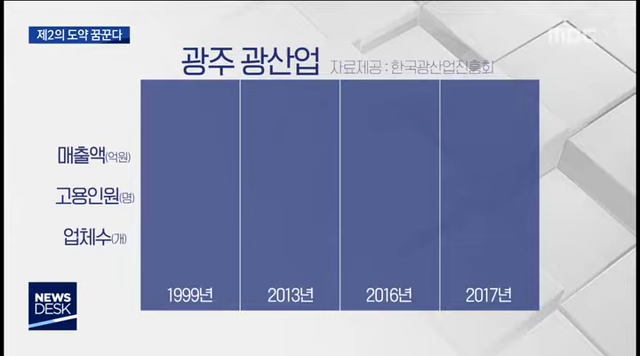 제2의 도약 꿈꾼다
mbc
광주 광산업 자료제공 : 한국광산업진흥회
매출액(억원)
고용인원(명)
업체수(개)
1999년 2013년 2016년 2017년
NEWS
DESK